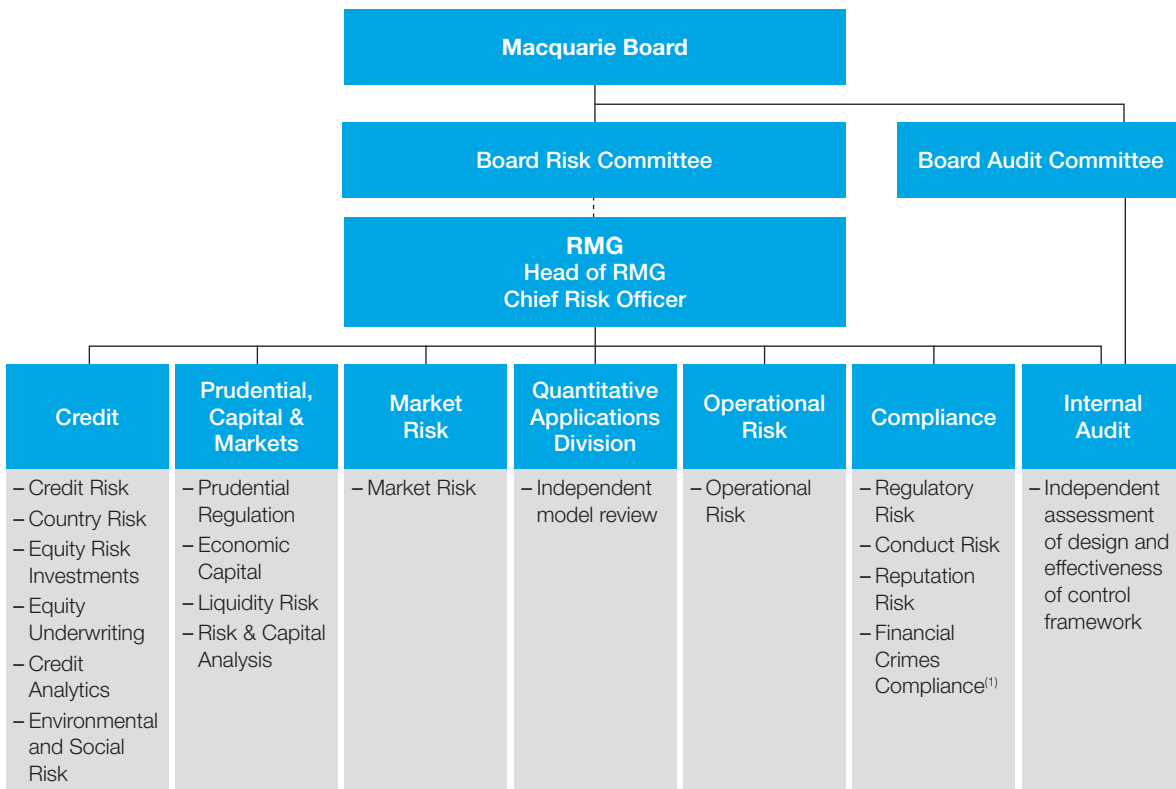 Macquarie Board
Board Risk Committee
Board Audit Committee
RMG
Head of RMG
Chief Risk Officer
Credit
– Credit Risk
– Country Risk
– Equity Risk
Investments
– Equity
Underwriting
– Credit
Analytics
– Environmental
and Social
Risk
Prudential,
Capital &
Markets
– Prudential
Regulation
– Economic
Capital
– Liquidity Risk
– Risk & Capital
Analysis
Market
Risk
– Market Risk
Quantitative
Applications
Division
– Independent
model review
Operational
Risk
– Operational
Risk
Compliance
– Regulatory
Risk
– Conduct Risk
– Reputation
Risk
– Financial
Crimes
Compliance(1)
Internal
Audit
– Independent
assessment
of design and
effectiveness
of control
framework